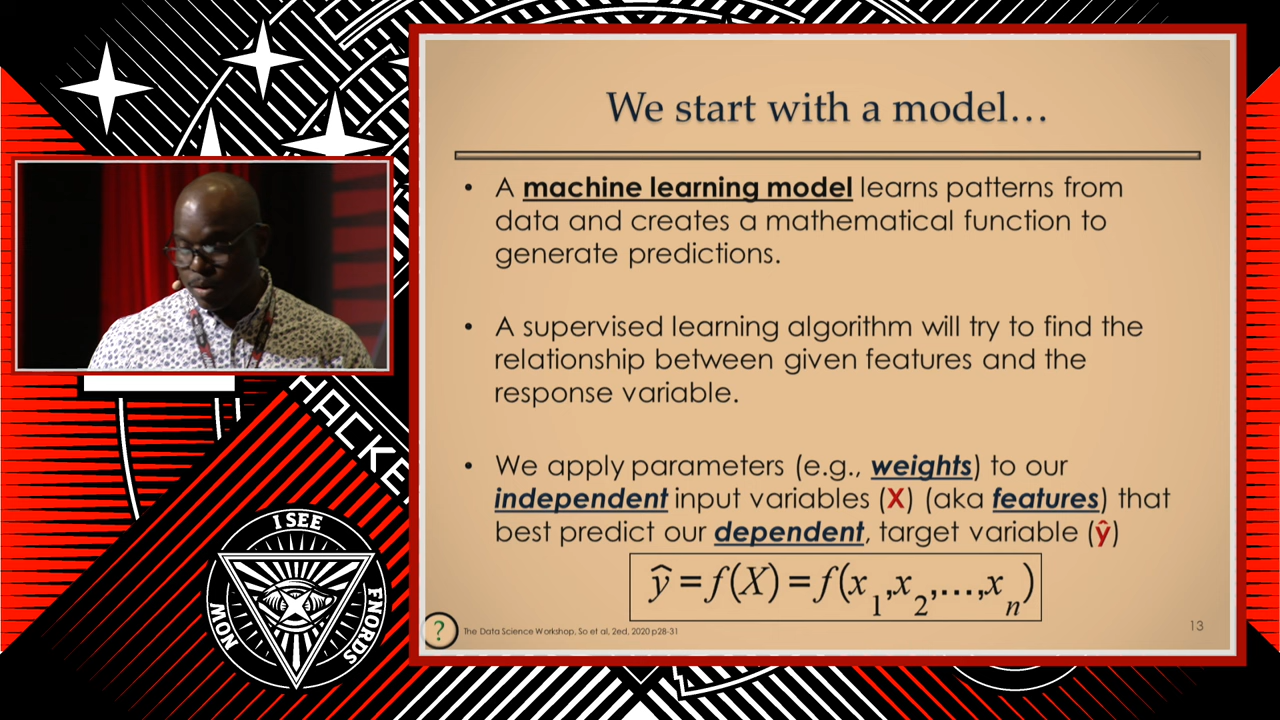 We start with a model…
• A machine learning model learns patterns from
data and creates a mathematical function to
generate predictions.
• A supervised learning algorithm will try to find the
relationship between given features and the
response variable.
• We apply parameters (e.g., weights) to our
independent input variables (X) (aka features) that
best predict our dependent, target variable (ŷ)
ŷ = f(X) = f(x₁,x₂,…,xₙ)
?
The Data Science Workshop, So et al, 2ed, 2020 p28-31
13
HACKE
I SEE
FNORDS
NOW